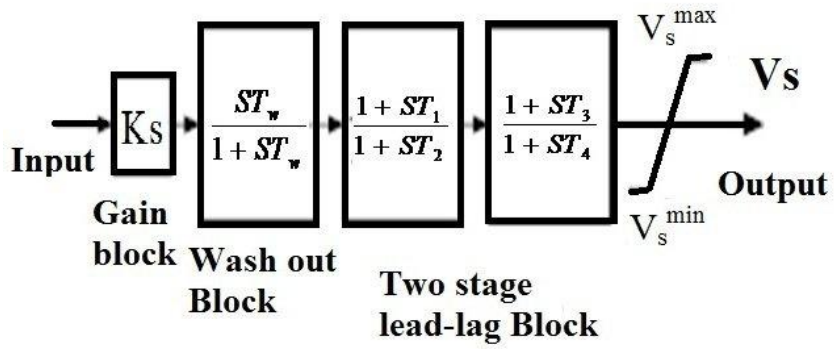 Input
Ks
Gain
block
ST_w
1 + ST_w
Wash out
Block
1 + ST_1
1 + ST_2
1 + ST_3
1 + ST_4
Two stage
lead-lag Block
V_s^max
V_s^min
Vs
Output